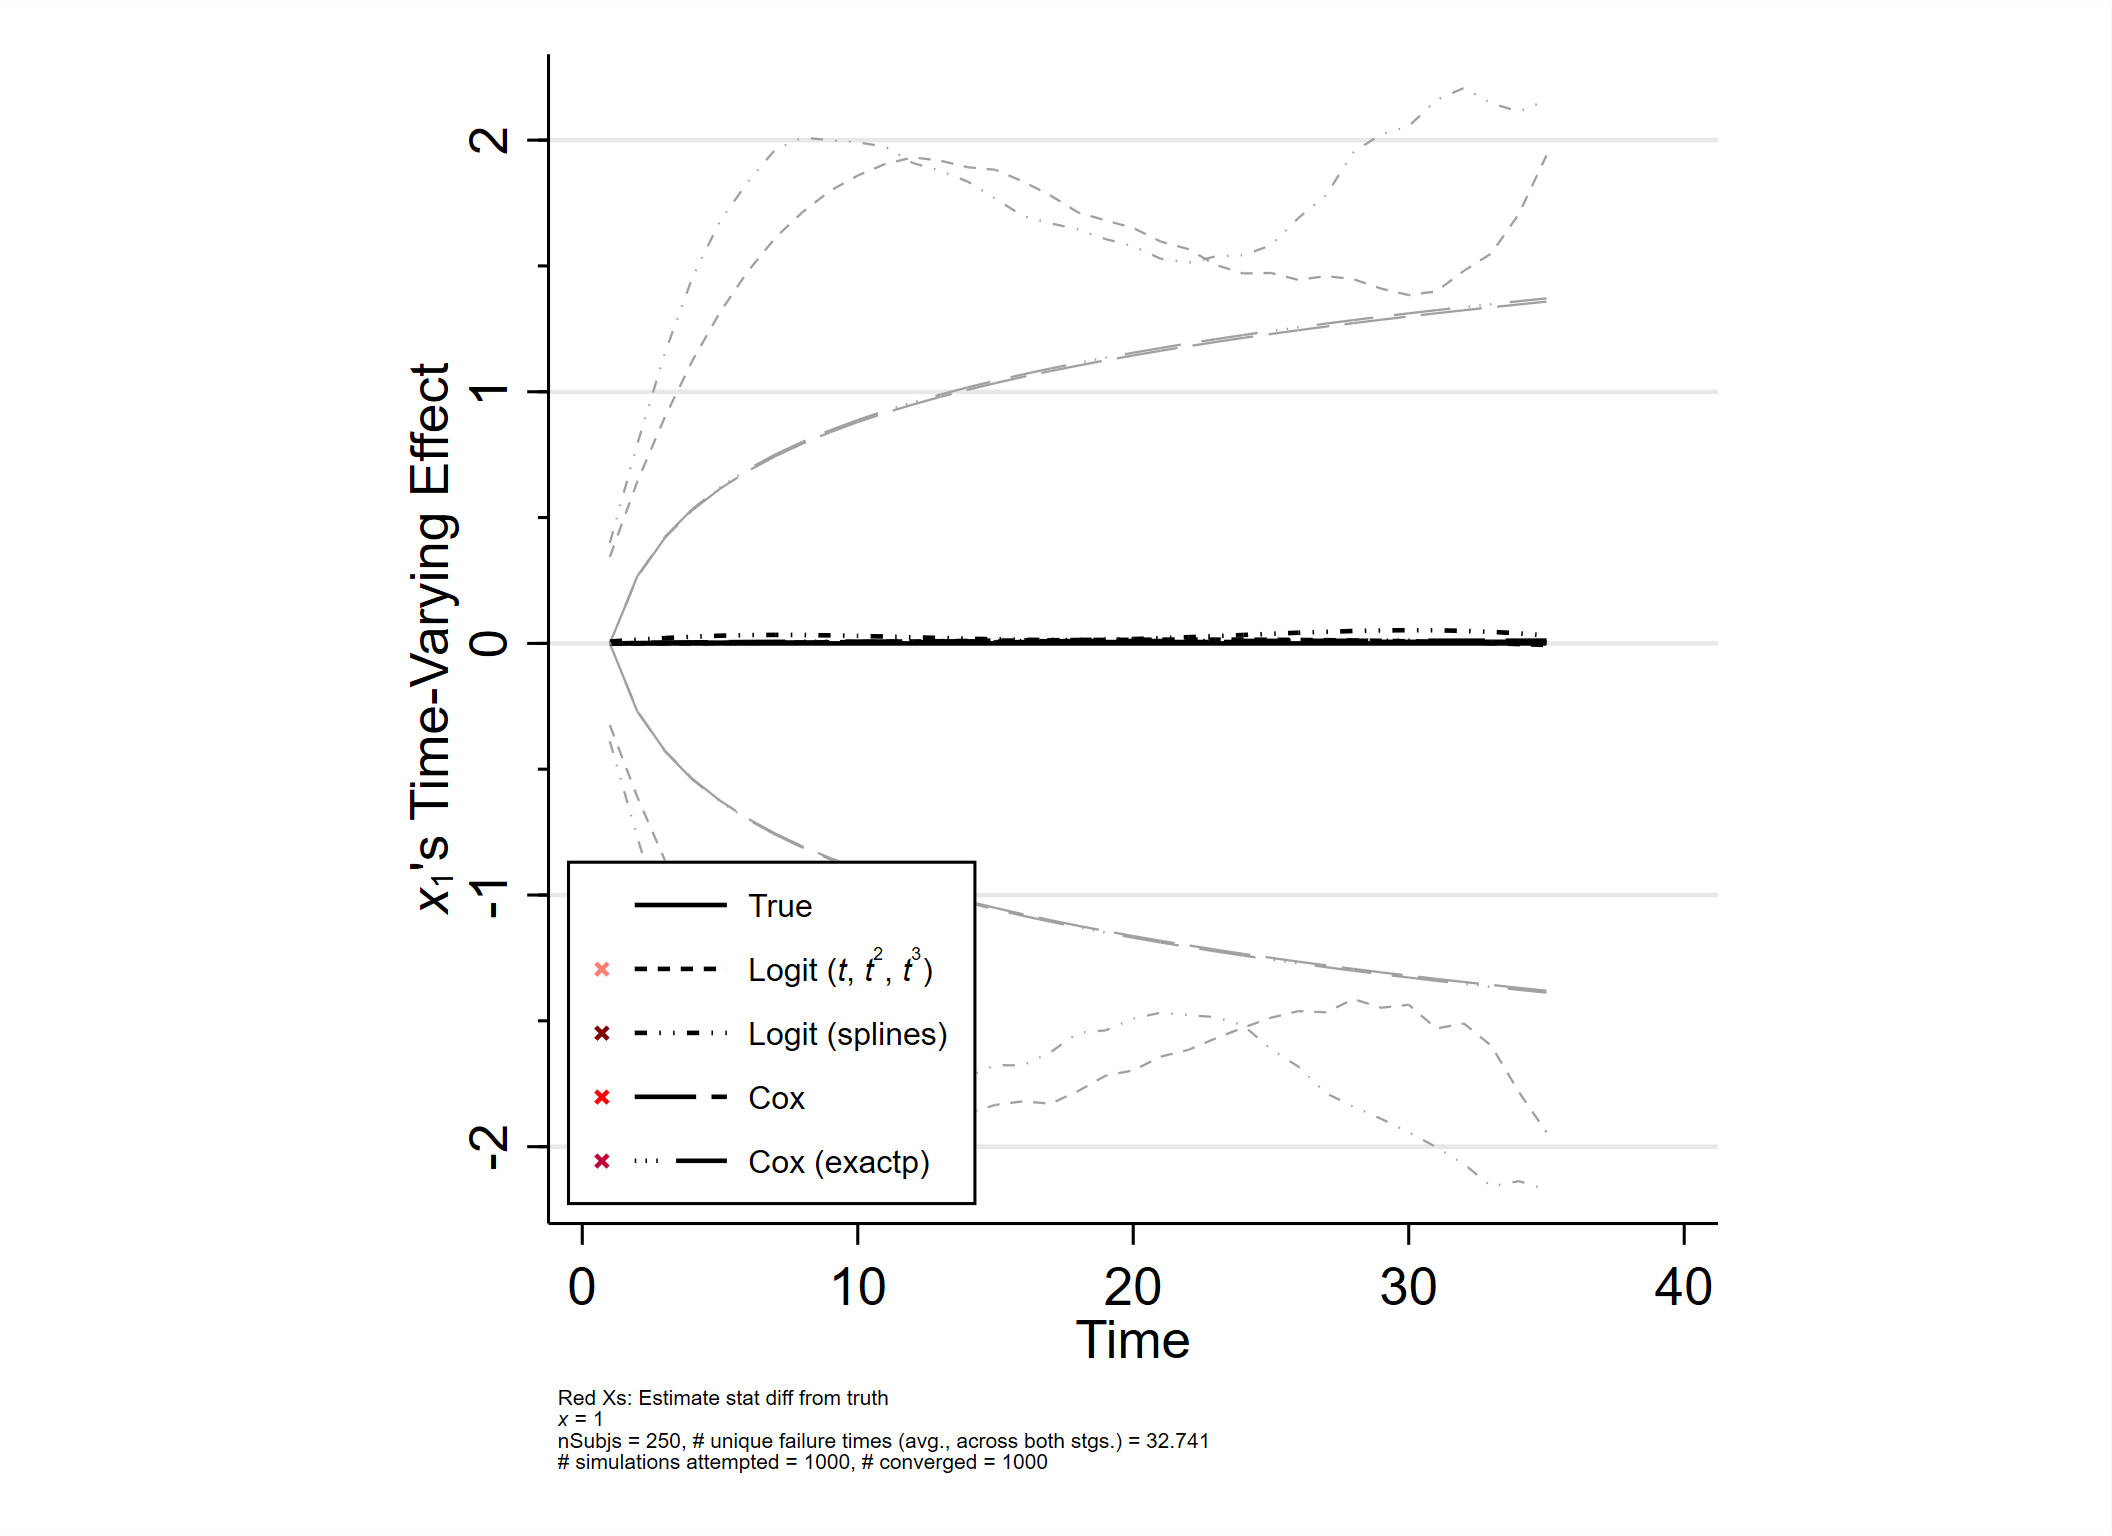 2
1
0
-1
-2
x₁'s Time-Varying Effect
True
Logit (t, t², t³)
Logit (splines)
Cox
Cox (exactp)
0 10 20 30 40
Time
Red Xs: Estimate stat diff from truth
x = 1
nSubjs = 250, # unique failure times (avg., across both stgs.) = 32.741
# simulations attempted = 1000, # converged = 1000